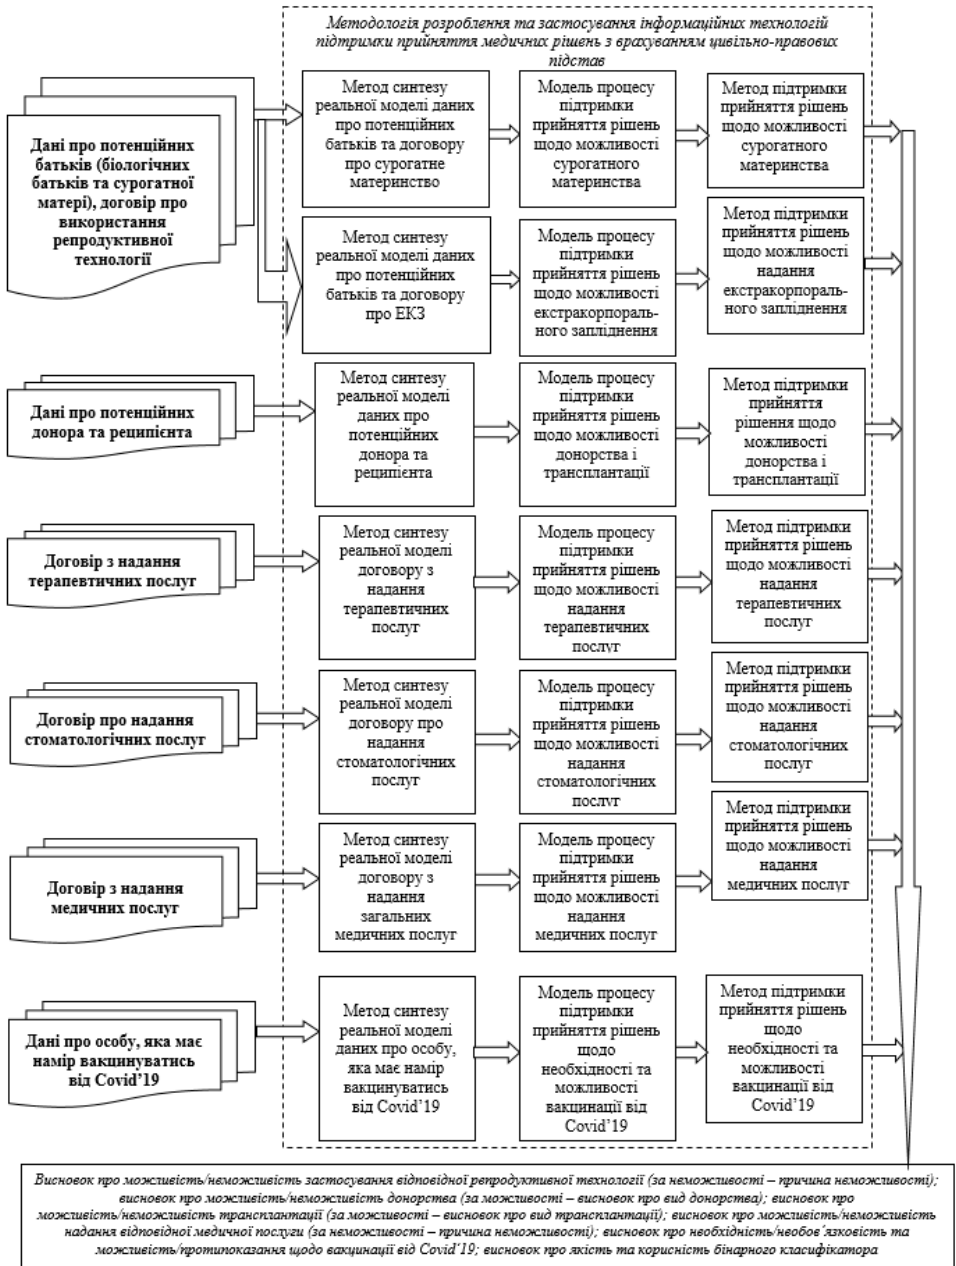 Методологія розроблення та застосування інформаційних технологій
підтримки прийняття медичних рішень з врахуванням цивільно-правових
підстав
Дані про потенційних
батьків (біологічних
батьків та сурогатної
матері), договір про
використання
репродуктивної
технології
Метод синтезу
реальної моделі даних
про потенційних
батьків та договору
про сурогатне
материнство
Модель процесу
підтримки
прийняття рішень
щодо можливості
сурогатного
материнства
Метод підтримки
прийняття рішень
щодо можливості
сурогатного
материнства
Метод синтезу
реальної моделі даних
про потенційних
батьків та договору
про ЕКЗ
Модель процесу
підтримки
прийняття рішень
щодо можливості
екстракорпораль-
ного запліднення
Метод підтримки
прийняття рішень
щодо можливості
надання
екстракорпораль-
ного запліднення
Дані про потенційних
донора та реципієнта
Метод синтезу
реальної моделі
даних про
потенційних
донора та
реципієнта
Модель процесу
підтримки
прийняття рішень
щодо можливості
донорства і
трансплантації
Метод підтримки
прийняття
рішення щодо
можливості
донорства і
трансплантації
Договір з надання
терапевтичних послуг
Метод синтезу
реальної моделі
договору з
надання
терапевтичних
послуг
Модель процесу
підтримки
прийняття рішень
щодо можливості
надання
терапевтичних
послуг
Метод підтримки
прийняття рішень
щодо можливості
надання
терапевтичних
послуг
Договір про надання
стоматологічних послуг
Метод синтезу
реальної моделі
договору про
надання
стоматологічних
послуг
Модель процесу
підтримки
прийняття рішень
щодо можливості
надання
стоматологічних
послуг
Метод підтримки
прийняття рішень
щодо можливості
надання
стоматологічних
послуг
Договір з надання
медичних послуг
Метод синтезу
реальної моделі
договору з
надання
загальних
медичних послуг
Модель процесу
підтримки
прийняття рішень
щодо можливості
надання
медичних послуг
Метод підтримки
прийняття рішень
щодо можливості
надання
медичних послуг
Дані про особу, яка має
намір вакцинуватись
від Covid’19
Метод синтезу
реальної моделі
даних про особу,
яка має намір
вакцинуватись
від Covid’19
Модель процесу
підтримки
прийняття рішень
щодо
необхідності та
можливості
вакцинації від
Covid’19
Метод підтримки
прийняття рішень
щодо
необхідності та
можливості
вакцинації від
Covid’19
Висновок про можливість/неможливість застосування відповідної репродуктивної технології (за неможливості – причина неможливості);
висновок про можливість/неможливість донорства (за можливості – висновок про вид донорства); висновок про
можливість/неможливість трансплантації (за можливості – висновок про вид трансплантації); висновок про можливість/неможливість
надання відповідної медичної послуги (за неможливості – причина неможливості); висновок про необхідність/необов´язковість та
можливість/протипоказання щодо вакцинації від Covid´19; висновок про якість та корисність бінарного класифікатора